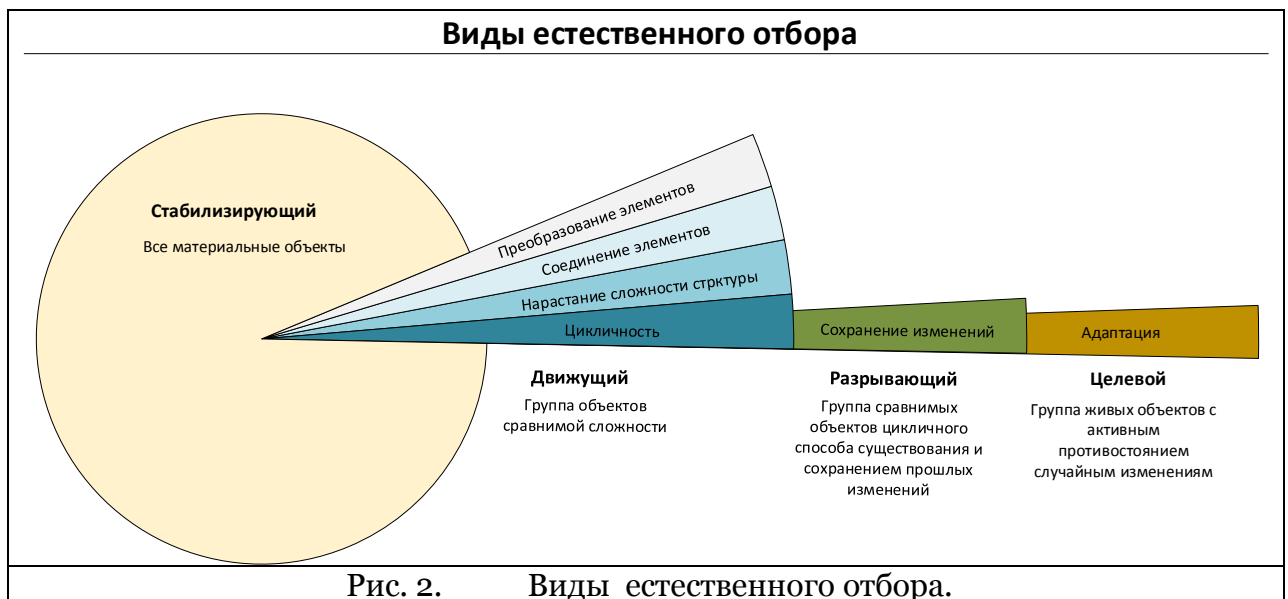 Виды естественного отбора
Стабилизирующий
Все материальные объекты
Преобразование элементов
Соединение элементов
Нарастание сложности стрктуры
Цикличность
Сохранение изменений
Адаптация
Движущий
Группа объектов
сравнимой сложности
Разрывающий
Группа сравнимых
объектов цикличного
способа существования и
сохранением прошлых
изменений
Целевой
Группа живых объектов с
активным
противостоянием
случайным изменениям
Рис. 2. Виды естественного отбора.